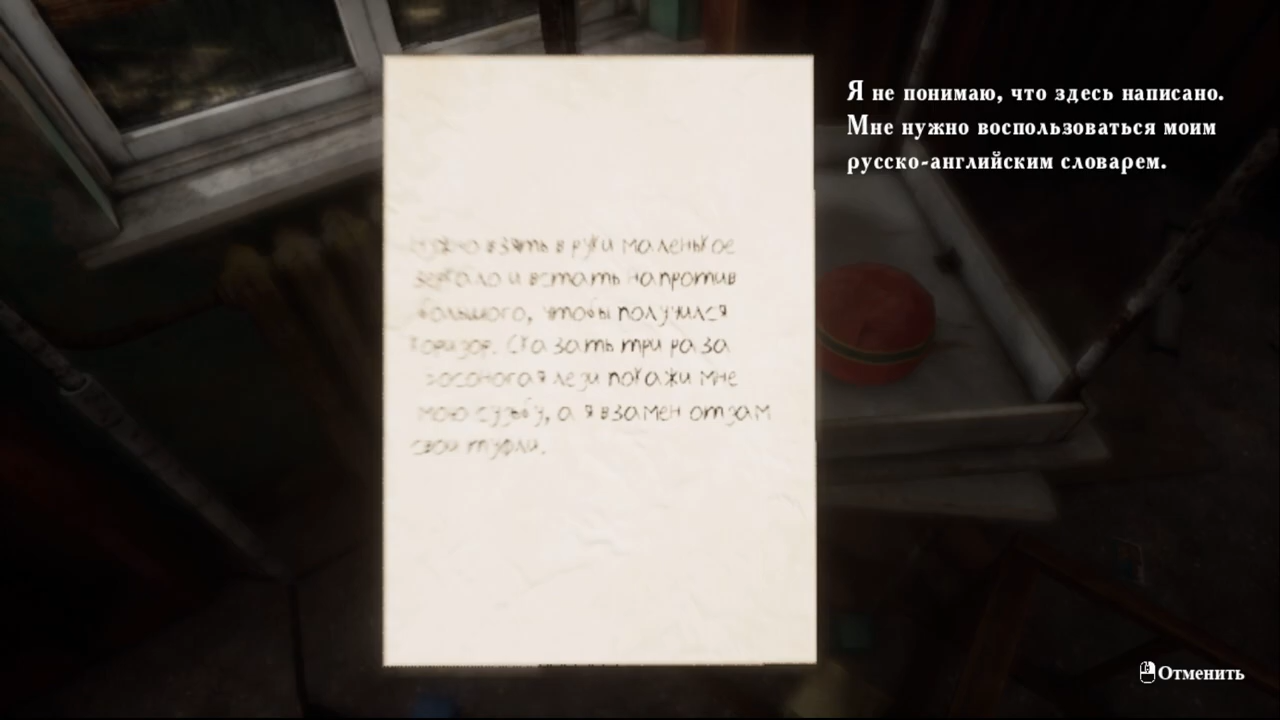 Нужно взять в руки маленькое
зеркало и встать напротив
большого, чтобы получился
коридор. Сказать три раза
босоногая леди покажи мне
мою судьбу, а я взамен отдам
свои туфли.
Я не понимаю, что здесь написано.
Мне нужно воспользоваться моим
русско-английским словарем.
Отменить